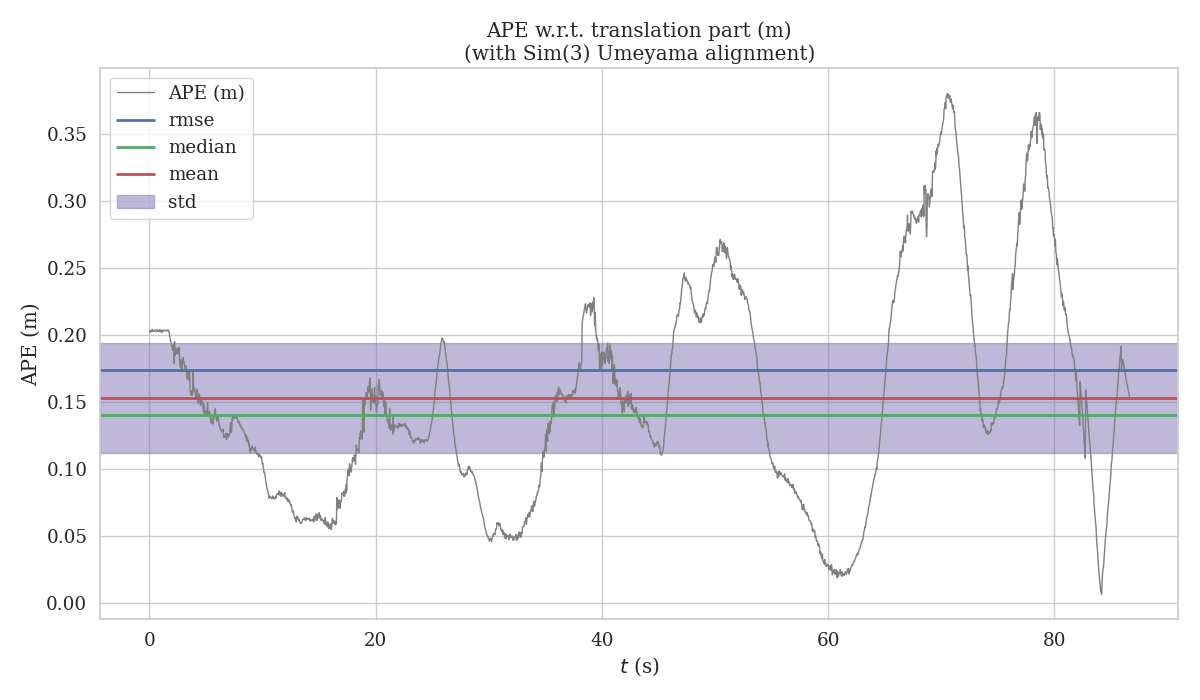 APE w.r.t. translation part (m)
(with Sim(3) Umeyama alignment)
APE (m)
rmse
median
mean
std
APE (m)
0.35
0.30
0.25
0.20
0.15
0.10
0.05
0.00
0 20 40 60 80
t (s)